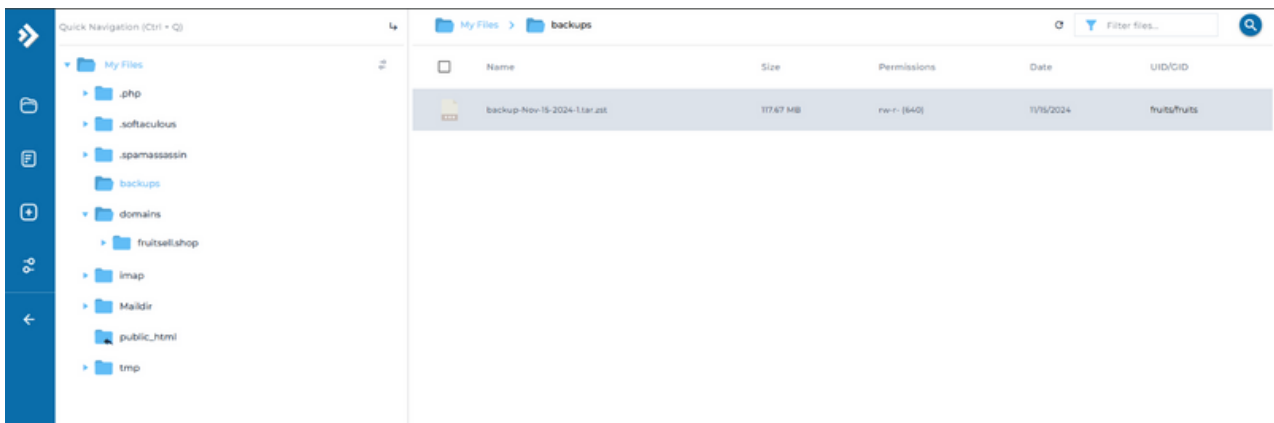 Quick Navigation (Ctrl + Q)
My Files
.php
.softaculous
.spamassassin
backups
domains
fruitsell.shop
imap
Maildir
public_html
tmp
My Files > backups
Filter files...
Name Size Permissions Date UID/GID
backup-Nov-15-2024-1.tar.zst 117.67 MB rw-r- (640) 11/15/2024 fruits/fruits